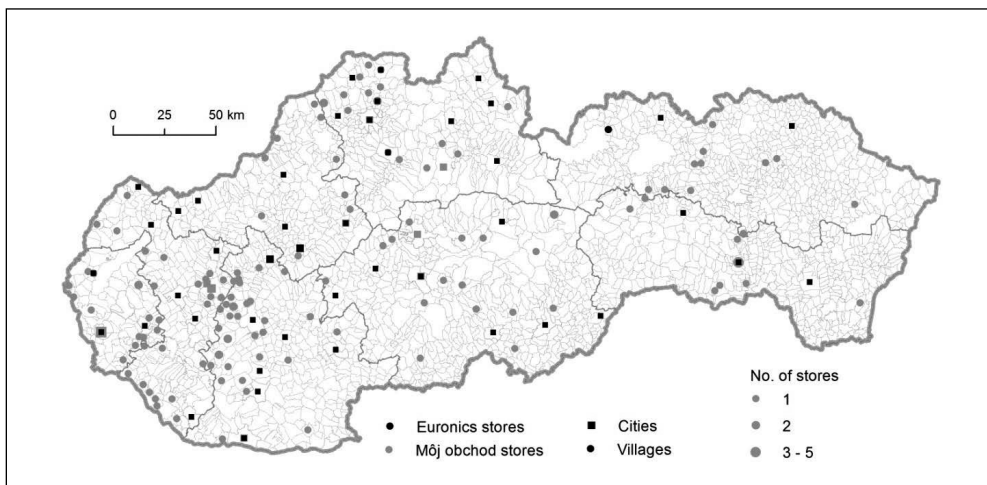 0 25 50 km
No. of stores
1
2
3 - 5
Euronics stores
Môj obchod stores
Cities
Villages